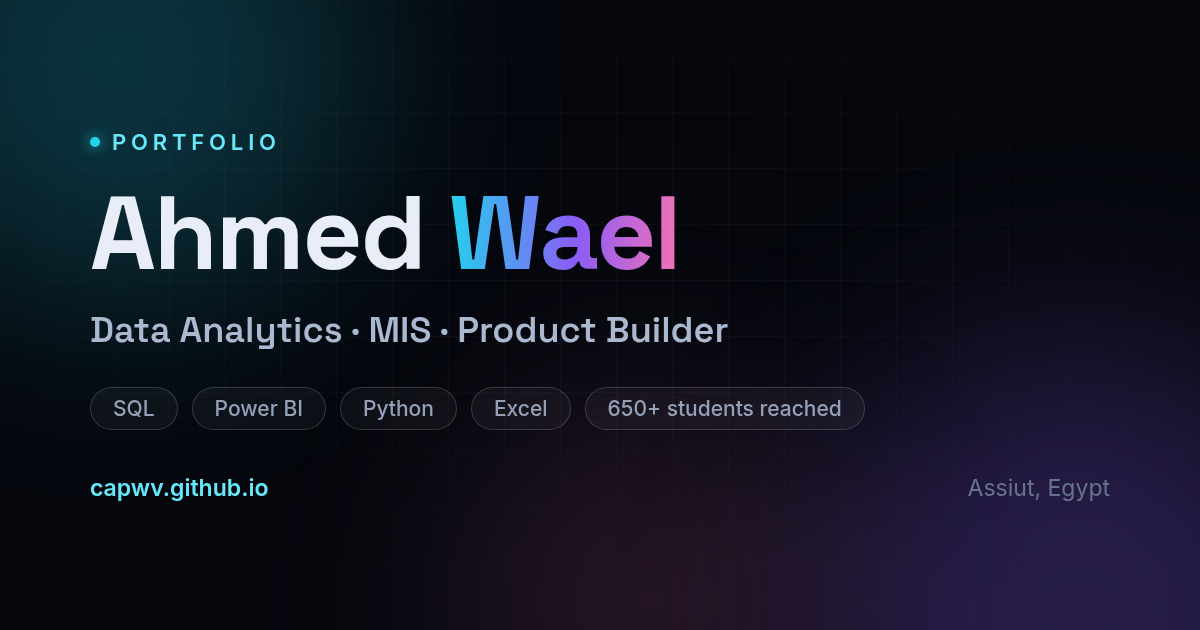 PORTFOLIO
Ahmed Wael
Data Analytics · MIS · Product Builder
SQL Power BI Python Excel 650+ students reached
capwv.github.io Assiut, Egypt